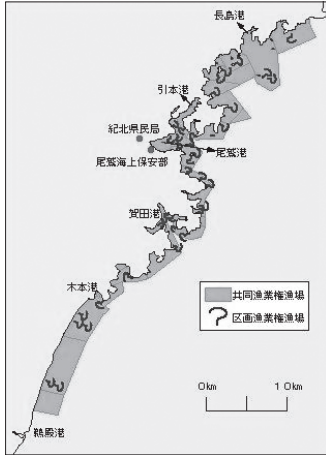 長島港
引本港
紀北県民局
尾鷲海上保安部
尾鷲港
賀田港
木本港
共同漁業権漁場
区画漁業権漁場
0km 10km
鵜殿港